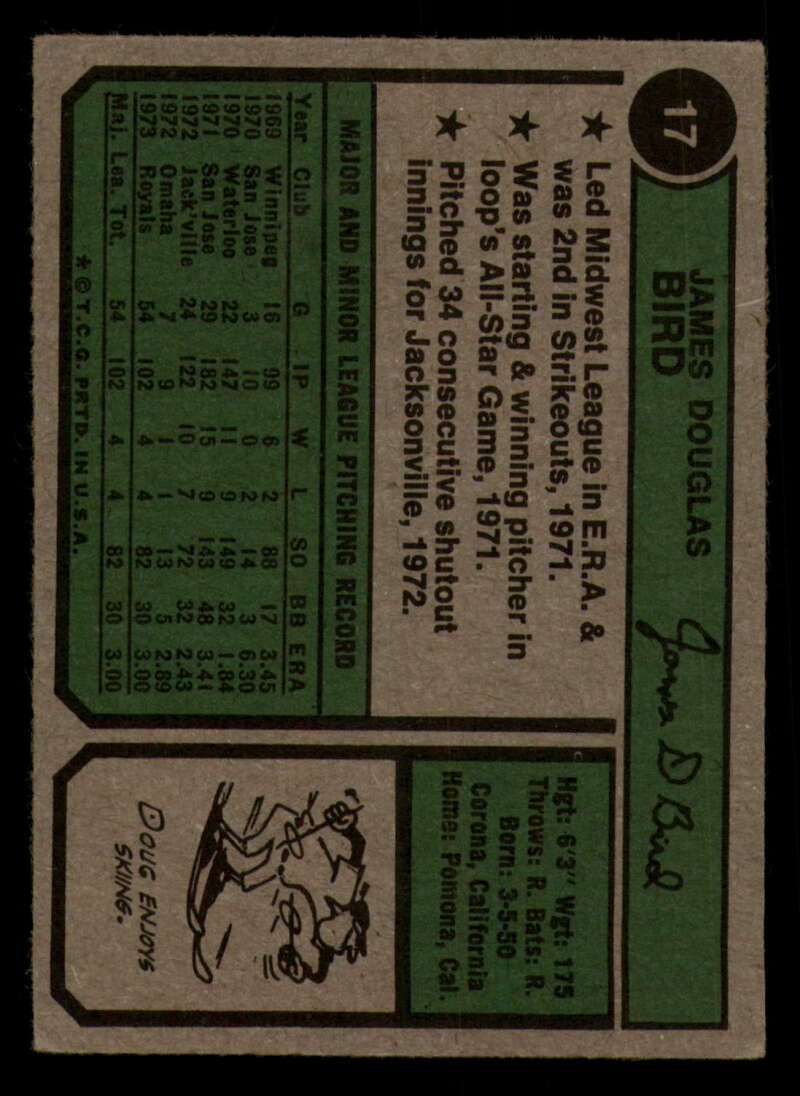 17
JAMES DOUGLAS
BIRD
James D Bird
★ Led Midwest League in E.R.A. &
was 2nd in Strikeouts, 1971.
★ Was starting & winning pitcher in
loop's All-Star Game, 1971.
★ Pitched 34 consecutive shutout
innings for Jacksonville, 1972.
Hgt: 6'3" Wgt: 175
Throws: R. Bats: R.
Born: 3-5-50
Corona, California
Home: Pomona, Cal.
MAJOR AND MINOR LEAGUE PITCHING RECORD
Year Club G IP W L SO BB ERA
1969 Winnipeg 16 99 6 2 88 17 3.45
1970 San Jose 3 10 0 2 14 3 6.30
1970 Waterloo 22 147 11 9 149 32 1.84
1971 San Jose 29 182 15 9 143 48 3.41
1972 Jack'ville 24 122 10 7 72 32 2.43
1972 Omaha 7 9 1 1 13 5 2.89
1973 Royals 54 102 4 4 82 30 3.00
Maj. Lea. Tot. 54 102 4 4 82 30 3.00
★ © T.C.G. PRTD. IN U.S.A.
DOUG ENJOYS
SKIING.